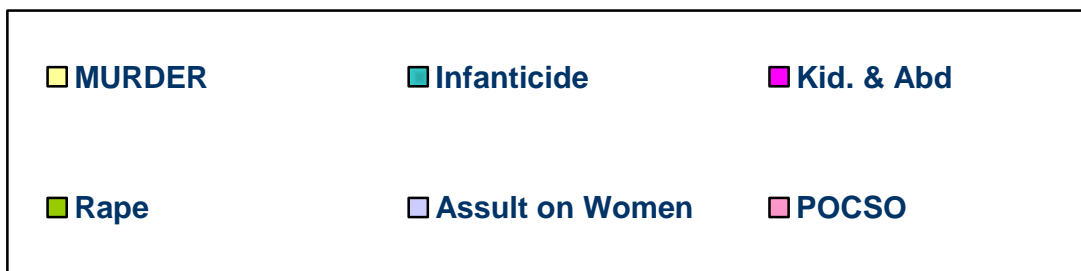 MURDER Infanticide Kid. & Abd
Rape Assult on Women POCSO